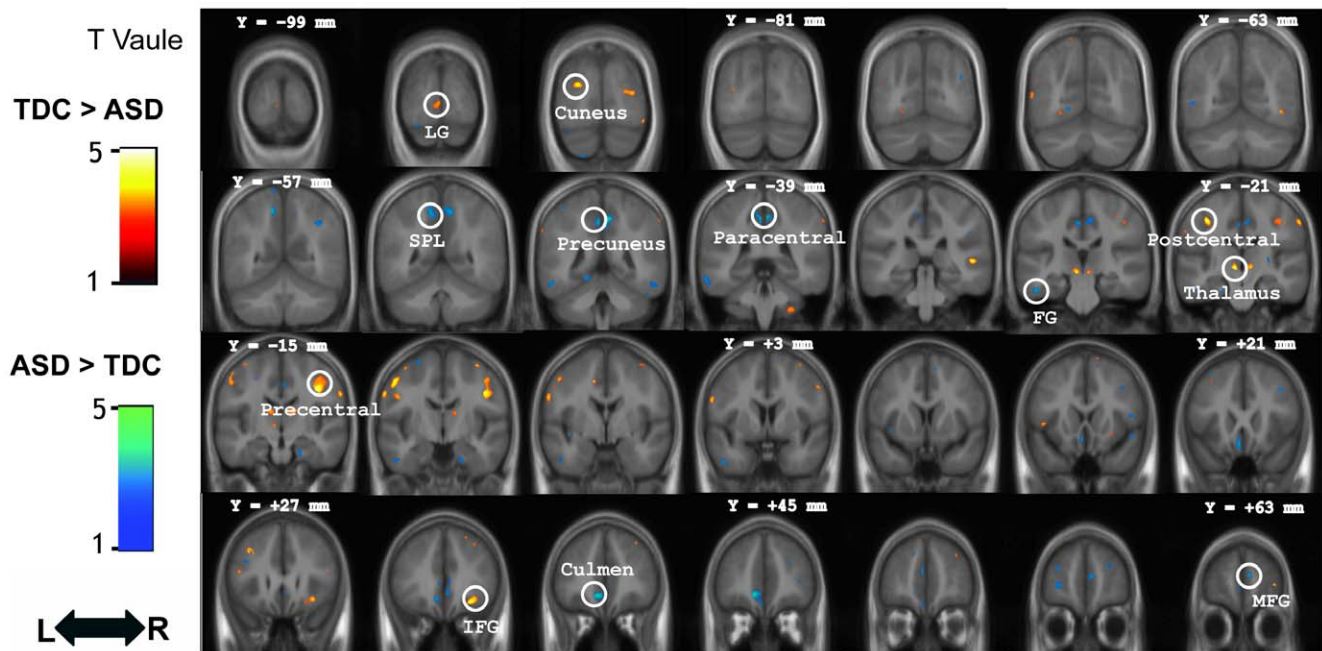 T Vaule
TDC > ASD
5
1
ASD > TDC
5
1
L R
Y = -99 mm
Y = -81 mm
Y = -63 mm
LG
Cuneus
Y = -57 mm
Y = -39 mm
Y = -21 mm
SPL
Precuneus
Paracentral
FG
Postcentral
Thalamus
Y = -15 mm
Y = +3 mm
Y = +21 mm
Precentral
Y = +27 mm
Y = +45 mm
Y = +63 mm
IFG
Culmen
MFG